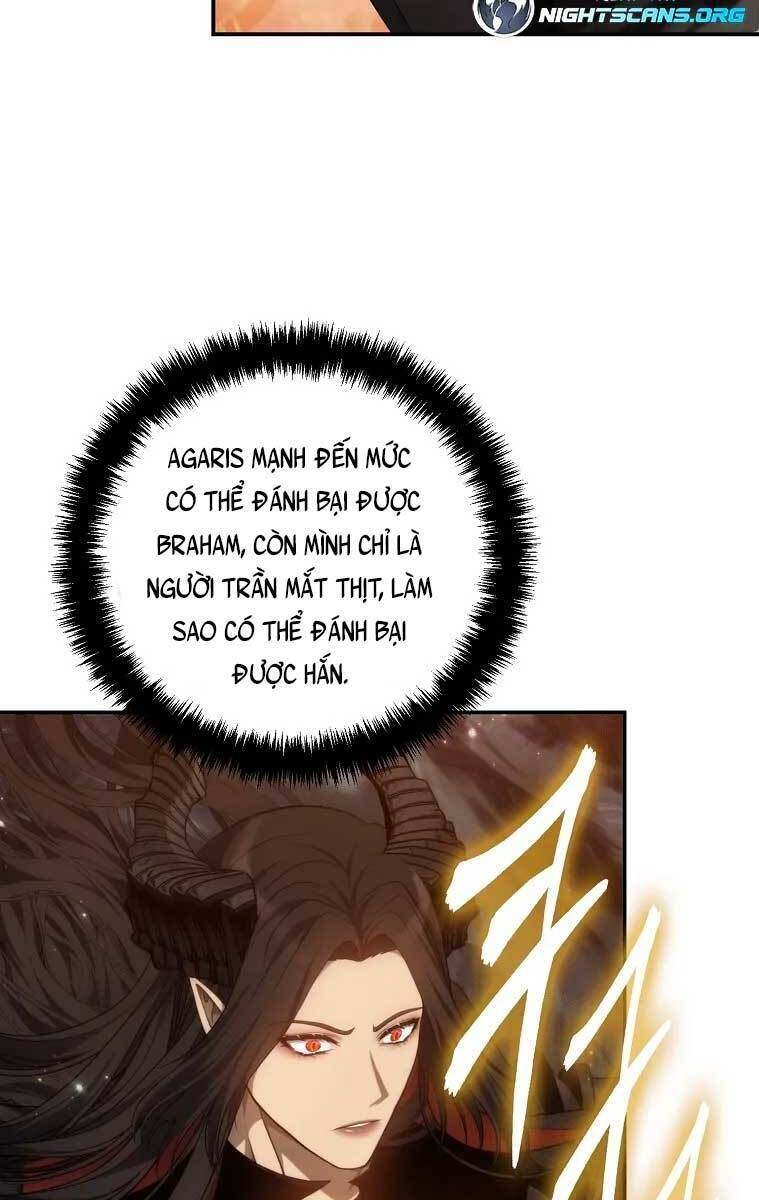 NIGHTSCANS.ORG
AGARIS MẠNH ĐẾN MỨC
CÓ THỂ ĐÁNH BẠI ĐƯỢC
BRAHAM, CÒN MÌNH CHỈ LÀ
NGƯỜI TRẦN MẮT THỊT, LÀM
SAO CÓ THỂ ĐÁNH BẠI
ĐƯỢC HẮN.